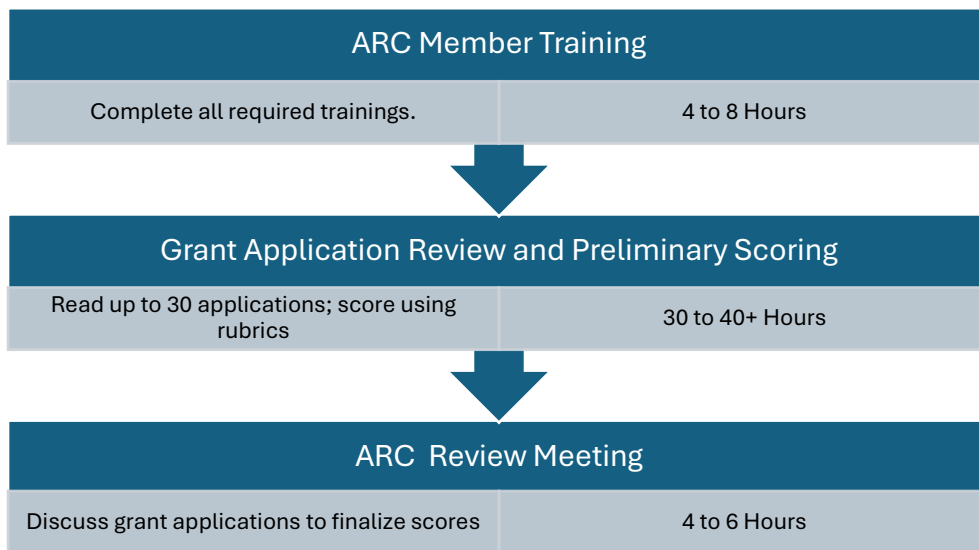 ARC Member Training
Complete all required trainings.
4 to 8 Hours
Grant Application Review and Preliminary Scoring
Read up to 30 applications; score using
rubrics
30 to 40+ Hours
ARC  Review Meeting
Discuss grant applications to finalize scores
4 to 6 Hours